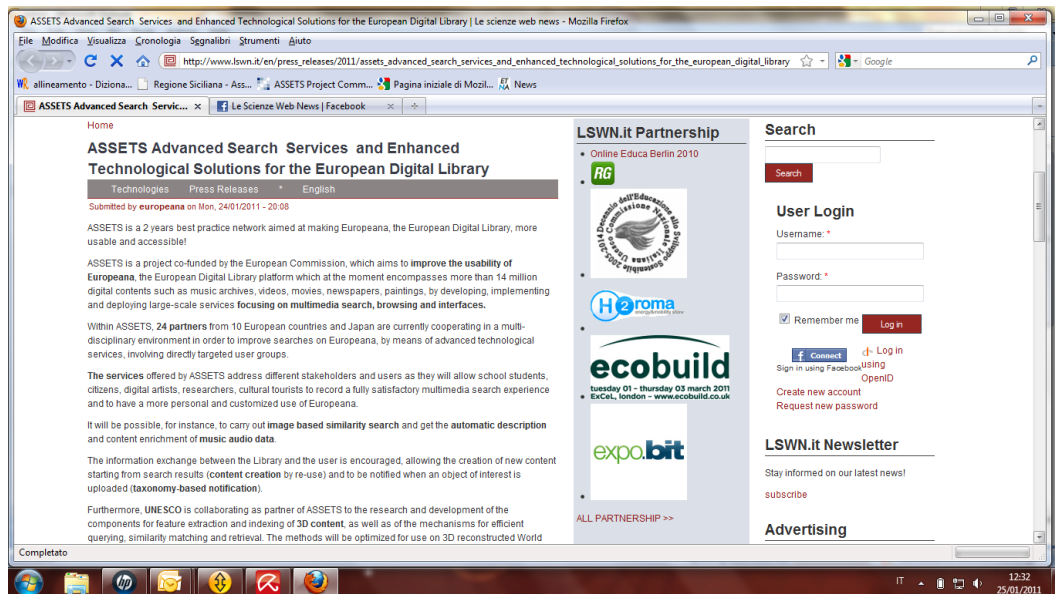 ASSETS Advanced Search  Services  and Enhanced Technological Solutions for the European Digital Library | Le scienze web news - Mozilla Firefox
File Modifica Visualizza Cronologia Segnalibri Strumenti Aiuto
http://www.lswn.it/en/press_releases/2011/assets_advanced_search_services_and_enhanced_technological_solutions_for_the_european_digital_library
Google
allineamento - Diziona... Regione Siciliana - Ass... ASSETS Project Comm... Pagina iniziale di Mozil... News
ASSETS Advanced Search  Servic... Le Scienze Web News | Facebook
Home
ASSETS Advanced Search  Services  and Enhanced
Technological Solutions for the European Digital Library
Technologies Press Releases * English
Submitted by europeana on Mon, 24/01/2011 - 20:08
ASSETS is a 2 years best practice network aimed at making Europeana, the European Digital Library, more
usable and accessible!
ASSETS is a project co-funded by the European Commission, which aims to improve the usability of
Europeana, the European Digital Library platform which at the moment encompasses more than 14 million
digital contents such as music archives, videos, movies, newspapers, paintings, by developing, implementing
and deploying large-scale services focusing on multimedia search, browsing and interfaces.
Within ASSETS, 24 partners from 10 European countries and Japan are currently cooperating in a multi-
disciplinary environment in order to improve searches on Europeana, by means of advanced technological
services, involving directly targeted user groups.
The services offered by ASSETS address different stakeholders and users as they will allow school students,
citizens, digital artists, researchers, cultural tourists to record a fully satisfactory multimedia search experience
and to have a more personal and customized use of Europeana.
It will be possible, for instance, to carry out image based similarity search and get the automatic description
and content enrichment of music audio data.
The information exchange between the Library and the user is encouraged, allowing the creation of new content
starting from search results (content creation by re-use) and to be notified when an object of interest is
uploaded (taxonomy-based notification).
Furthermore, UNESCO is collaborating as partner of ASSETS to the research and development of the
components for feature extraction and indexing of 3D content, as well as of the mechanisms for efficient
querying, similarity matching and retrieval. The methods will be optimized for use on 3D reconstructed World
LSWN.it Partnership
Online Educa Berlin 2010
RG
2005-2014 Decennio dell'Educazione allo Sviluppo Sostenibile
Commissione Nazionale Italiana Unesco
H2roma
energy&mobility show
ecobuild
tuesday 01 - thursday 03 march 2011
ExCeL, london - www.ecobuild.co.uk
expo.bit
ALL PARTNERSHIP >>
Search
Search
User Login
Username: *
Password: *
Remember me
Log in
f Connect
Sign in using Facebook
Log in
using
OpenID
Create new account
Request new password
LSWN.it Newsletter
Stay informed on our latest news!
subscribe
Advertising
Completato
hp
IT
12:32
25/01/2011